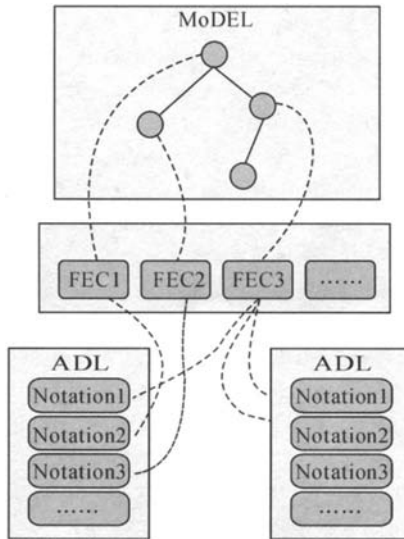 MoDEL
FEC1 FEC2 FEC3 ......
ADL
Notation1
Notation2
Notation3
......
ADL
Notation1
Notation2
Notation3
......